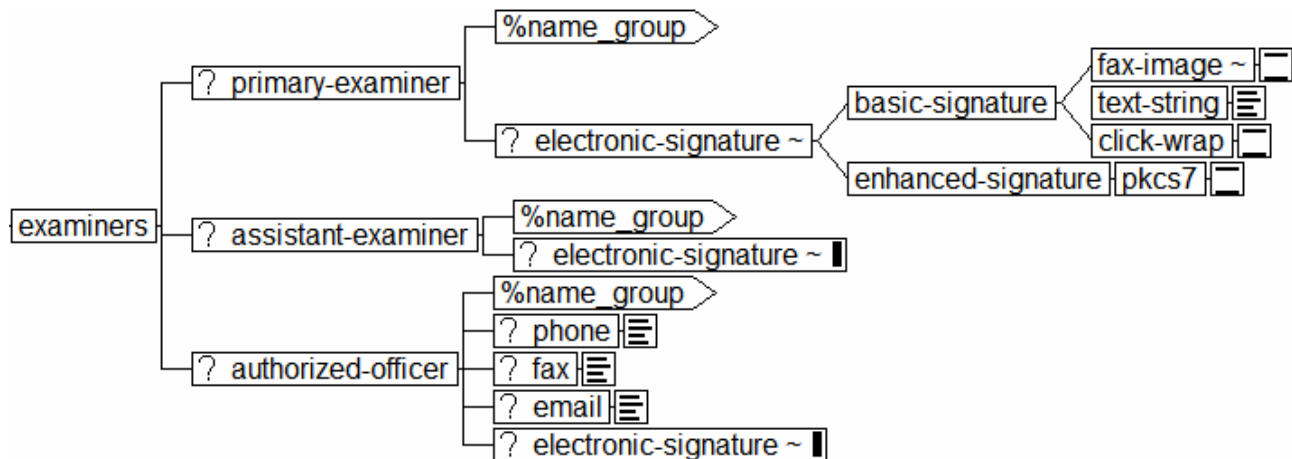 %name_group
? primary-examiner
fax-image ~
basic-signature
text-string
? electronic-signature ~
click-wrap
enhanced-signature pkcs7
examiners
? assistant-examiner
%name_group
? electronic-signature ~
%name_group
? phone
? authorized-officer
? fax
? email
? electronic-signature ~